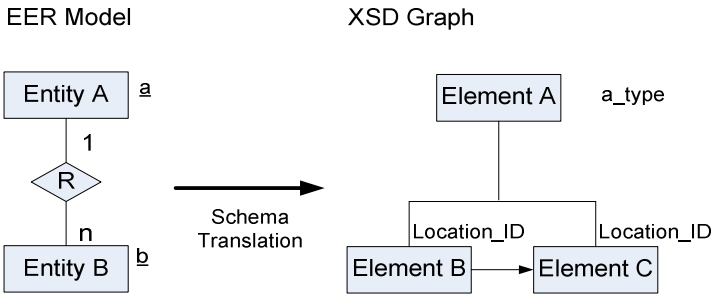 EER Model
XSD Graph
Entity A
a
1
R
n
Entity B
b
Schema
Translation
Element A
a_type
Location_ID
Location_ID
Element B
Element C